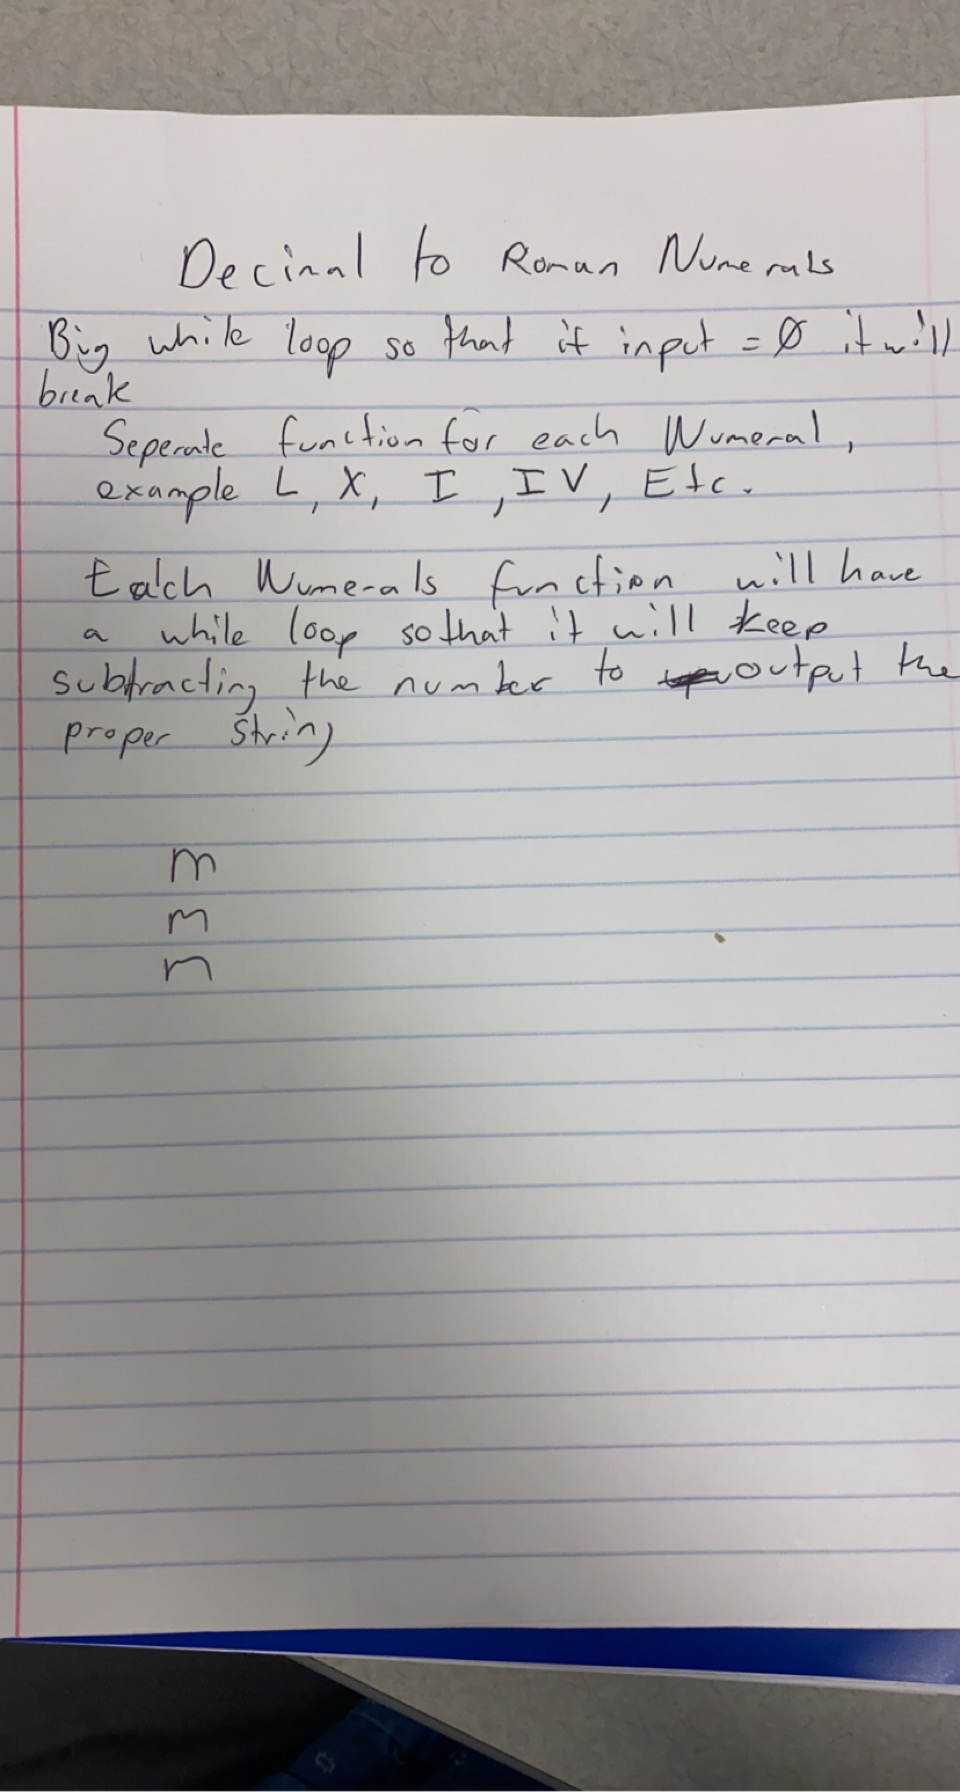 Decimal to Roman Numerals
Big while loop so that if input = Ø it will
break
Seperate function for each Numeral,
example L, X, I, IV, Etc.
Eatch Numerals function will have
a while loop so that it will keep
subtracting the number to output the
proper string
m
m
n